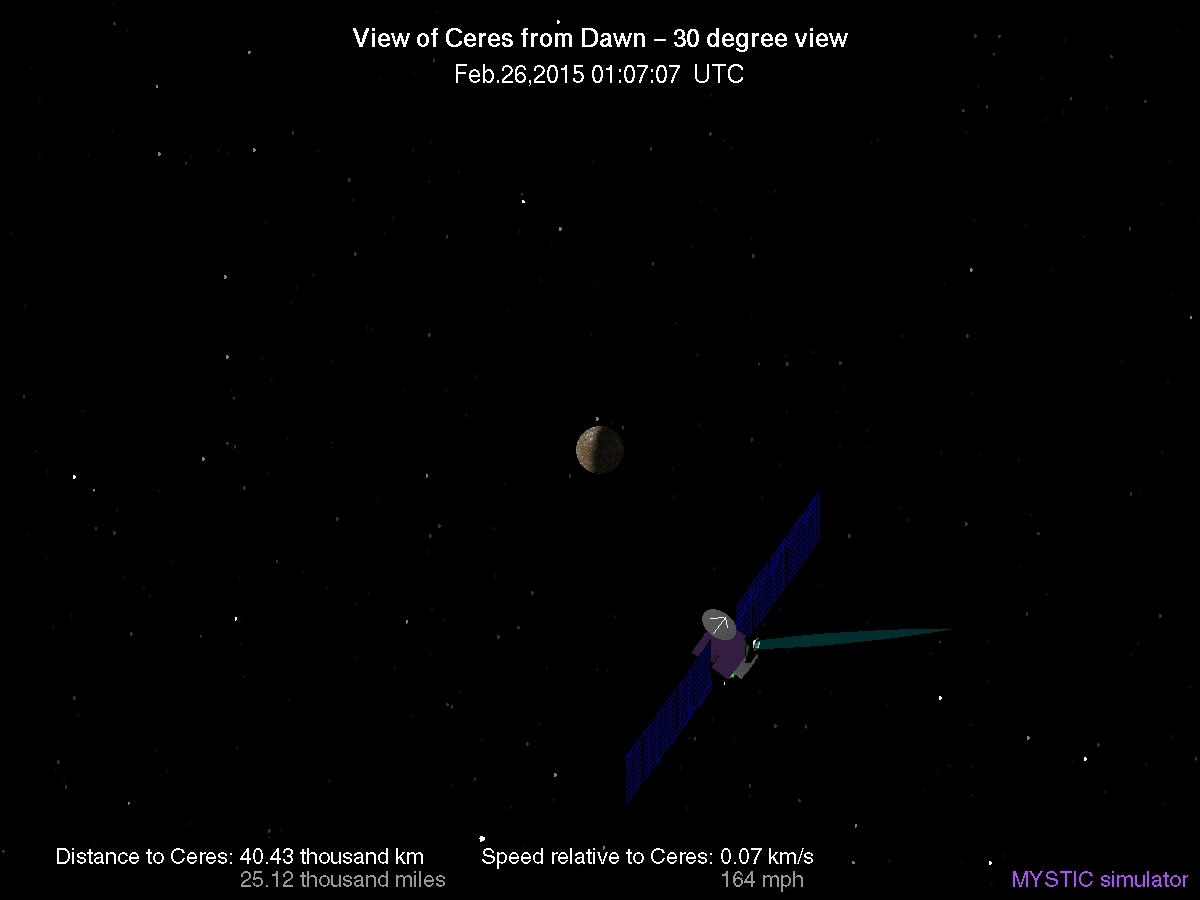 View of Ceres from Dawn – 30 degree view
Feb.26,2015 01:07:07 UTC
Distance to Ceres: 40.43 thousand km Speed relative to Ceres: 0.07 km/s
25.12 thousand miles 164 mph
MYSTIC simulator